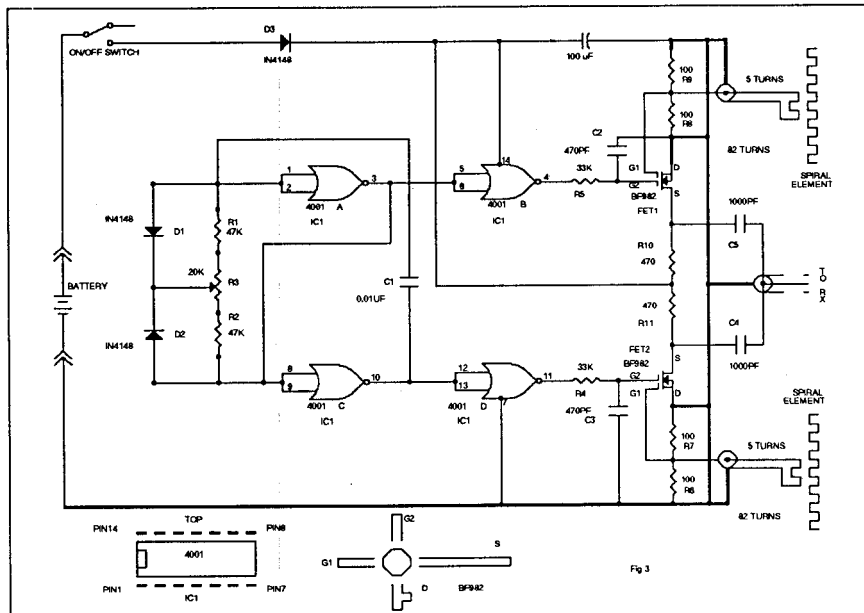 D3
ON/OFF SWITCH
IN4148
100 uF
100
R9
5 TURNS
100
R8
C2
470PF
82 TURNS
1
2
3
4001
A
IC1
5
6
14
4
4001
B
IC1
33K
R5
G1
G2
D
S
BF982
FET1
SPIRAL
ELEMENT
1000PF
C5
IN4148
D1
R1
47K
20K
R3
C1
0.01UF
R10
470
TO RX
BATTERY
D2
IN4148
R2
47K
470
R11
C4
1000PF
FET2
BF982
S
G2
G1
D
8
9
10
4001
C
IC1
12
13
11
4001
D
7
IC1
33K
R4
470PF
C3
SPIRAL
ELEMENT
100
R7
5 TURNS
100
R6
82 TURNS
PIN14
TOP
PIN8
4001
PIN1
IC1
PIN7
G2
G1
S
D
BF982
Fig 3